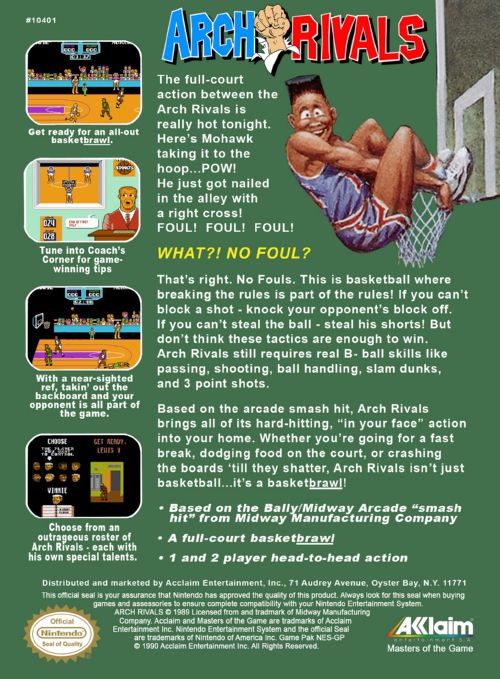 #10401
ARCH RIVALS
The full-court
action between the
Arch Rivals is
really hot tonight.
Here's Mohawk
taking it to the
hoop...POW!
He just got nailed
in the alley with
a right cross!
FOUL! FOUL! FOUL!
WHAT?! NO FOUL?
That's right. No Fouls. This is basketball where
breaking the rules is part of the rules! If you can't
block a shot - knock your opponent's block off.
If you can't steal the ball - steal his shorts! But
don't think these tactics are enough to win.
Arch Rivals still requires real B- ball skills like
passing, shooting, ball handling, slam dunks,
and 3 point shots.
Based on the arcade smash hit, Arch Rivals
brings all of its hard-hitting, "in your face" action
into your home. Whether you're going for a fast
break, dodging food on the court, or crashing
the boards 'till they shatter, Arch Rivals isn't just
basketball...it's a basketbrawl!
• Based on the Bally/Midway Arcade "smash
hit" from Midway Manufacturing Company
• A full-court basketbrawl
• 1 and 2 player head-to-head action
Get ready for an all-out
basketbrawl.
024
028
Tune into Coach's
Corner for game-
winning tips
With a near-sighted
ref, takin' out the
backboard and your
opponent is all part of
the game.
CHOOSE
THE PLAYER
TO CONTROL.
VINNIE
GET READY,
LEWIS V
Choose from an
outrageous roster of
Arch Rivals - each with
his own special talents.
Distributed and marketed by Acclaim Entertainment, Inc., 71 Audrey Avenue, Oyster Bay, N.Y. 11771
This official seal is your assurance that Nintendo has approved the quality of this product. Always look for this seal when buying
games and assessories to ensure complete compatibility with your Nintendo Entertainment System.
ARCH RIVALS © 1989 Licensed from and tradmark of Midway Manufacturing
Company. Acclaim and Masters of the Game are tradmarks of Acclaim
Entertainment Inc. Nintendo Entertainment System and the official Seal
are trademarks of Nintendo of America Inc. Game Pak NES-GP
© 1990 Acclaim Entertainment Inc. All Rights Reserved.
Official
Nintendo
Seal of Quality
AKKlaim
entertainment S.A.
Masters of the Game